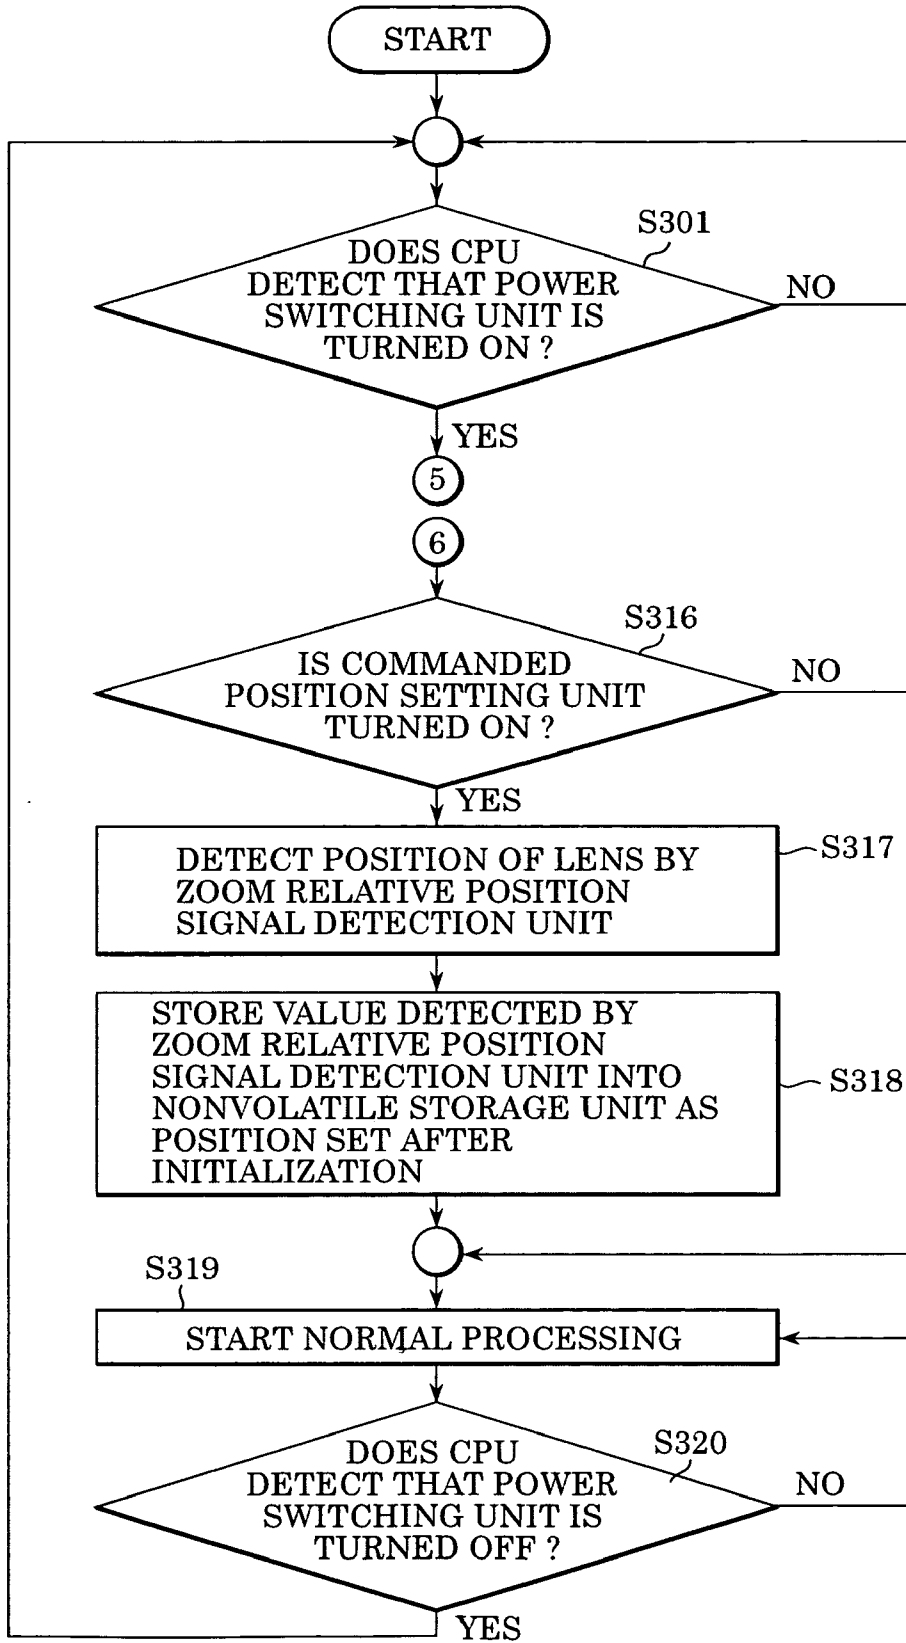 START
S301
DOES CPU
DETECT THAT POWER
SWITCHING UNIT IS
TURNED ON ?
NO
YES
5
6
S316
IS COMMANDED
POSITION SETTING UNIT
TURNED ON ?
NO
YES
DETECT POSITION OF LENS BY
ZOOM RELATIVE POSITION
SIGNAL DETECTION UNIT
S317
STORE VALUE DETECTED BY
ZOOM RELATIVE POSITION
SIGNAL DETECTION UNIT INTO
NONVOLATILE STORAGE UNIT AS
POSITION SET AFTER
INITIALIZATION
S318
S319
START NORMAL PROCESSING
S320
DOES CPU
DETECT THAT POWER
SWITCHING UNIT IS
TURNED OFF ?
NO
YES